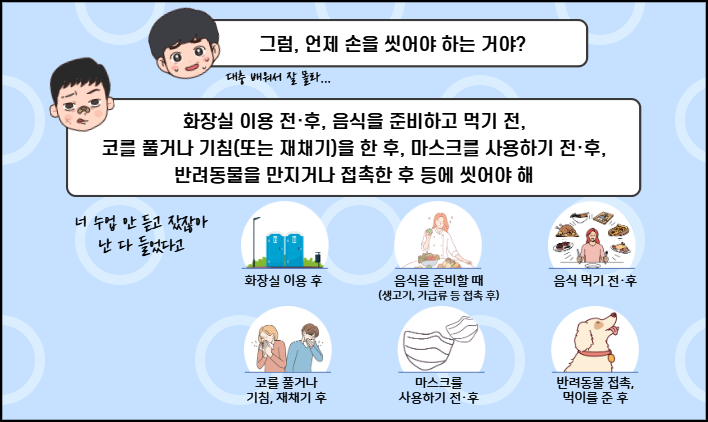 그럼, 언제 손을 씻어야 하는 거야?
대충 배워서 잘 몰라...
화장실 이용 전·후, 음식을 준비하고 먹기 전,
코를 풀거나 기침(또는 재채기)을 한 후, 마스크를 사용하기 전·후,
반려동물을 만지거나 접촉한 후 등에 씻어야 해
너 수업 안 듣고 잤잖아
난 다 들었다고
화장실 이용 후
음식을 준비할 때
(생고기, 가급류 등 접촉 후)
음식 먹기 전·후
코를 풀거나
기침, 재채기 후
마스크를
사용하기 전·후
반려동물 접촉,
먹이를 준 후